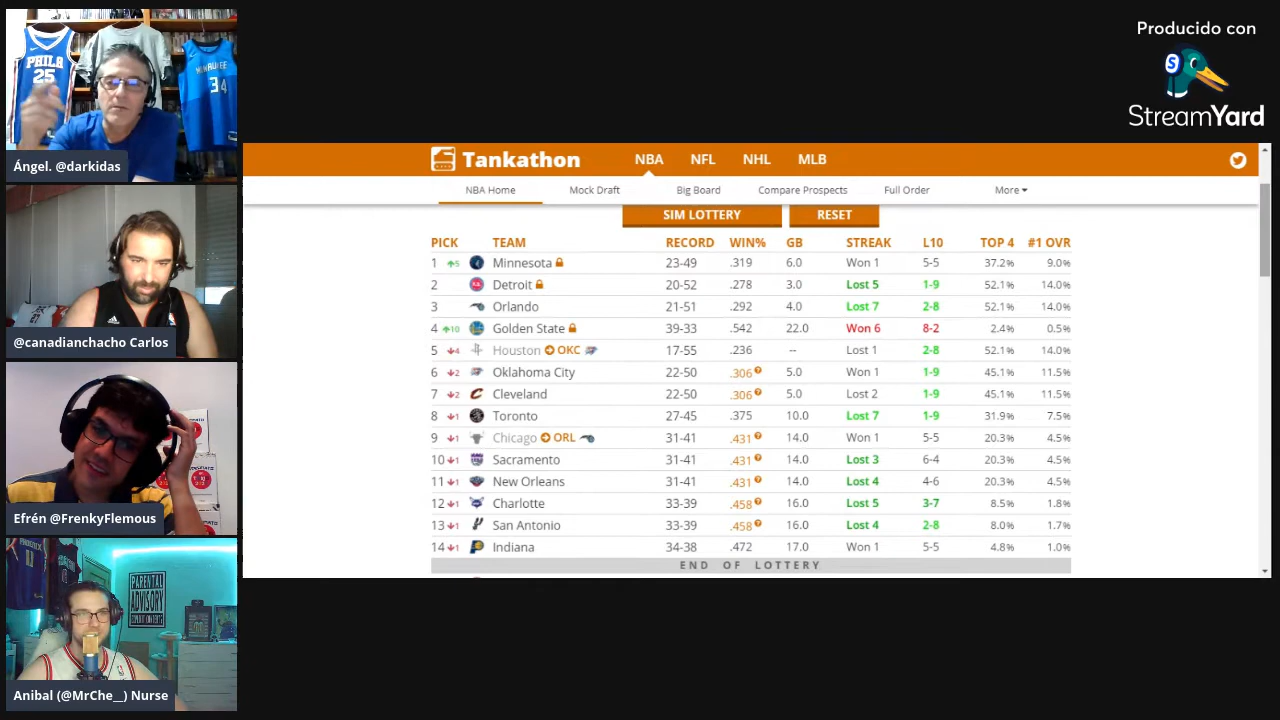 PHILA
25
MILWAUKEE
34
Ángel. @darkidas
@canadianchacho Carlos
Efrén @FrenkyFlemous
PARENTAL
ADVISORY
EXPLICIT CONTENT
Anibal (@MrChe__) Nurse
Producido con
S
StreamYard
Tankathon NBA NFL NHL MLB
NBA Home Mock Draft Big Board Compare Prospects Full Order More
SIM LOTTERY RESET
PICK TEAM RECORD WIN% GB STREAK L10 TOP 4 #1 OVR
1 5 Minnesota 23-49 .319 6.0 Won 1 5-5 37.2% 9.0%
2 Detroit 20-52 .278 3.0 Lost 5 1-9 52.1% 14.0%
3 Orlando 21-51 .292 4.0 Lost 7 2-8 52.1% 14.0%
4 10 Golden State 39-33 .542 22.0 Won 6 8-2 2.4% 0.5%
5 4 Houston OKC 17-55 .236 -- Lost 1 2-8 52.1% 14.0%
6 2 Oklahoma City 22-50 .306 ? 5.0 Won 1 1-9 45.1% 11.5%
7 2 Cleveland 22-50 .306 ? 5.0 Lost 2 1-9 45.1% 11.5%
8 1 Toronto 27-45 .375 10.0 Lost 7 1-9 31.9% 7.5%
9 1 Chicago ORL 31-41 .431 ? 14.0 Won 1 5-5 20.3% 4.5%
10 1 Sacramento 31-41 .431 ? 14.0 Lost 3 6-4 20.3% 4.5%
11 1 New Orleans 31-41 .431 ? 14.0 Lost 4 4-6 20.3% 4.5%
12 1 Charlotte 33-39 .458 ? 16.0 Lost 5 3-7 8.5% 1.8%
13 1 San Antonio 33-39 .458 ? 16.0 Lost 4 2-8 8.0% 1.7%
14 1 Indiana 34-38 .472 17.0 Won 1 5-5 4.8% 1.0%
END OF LOTTERY